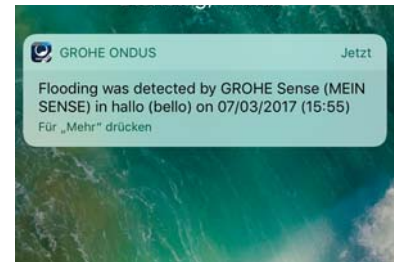 GROHE ONDUS Jetzt
Flooding was detected by GROHE Sense (MEIN
SENSE) in hallo (bello) on 07/03/2017 (15:55)
Für „Mehr“ drücken